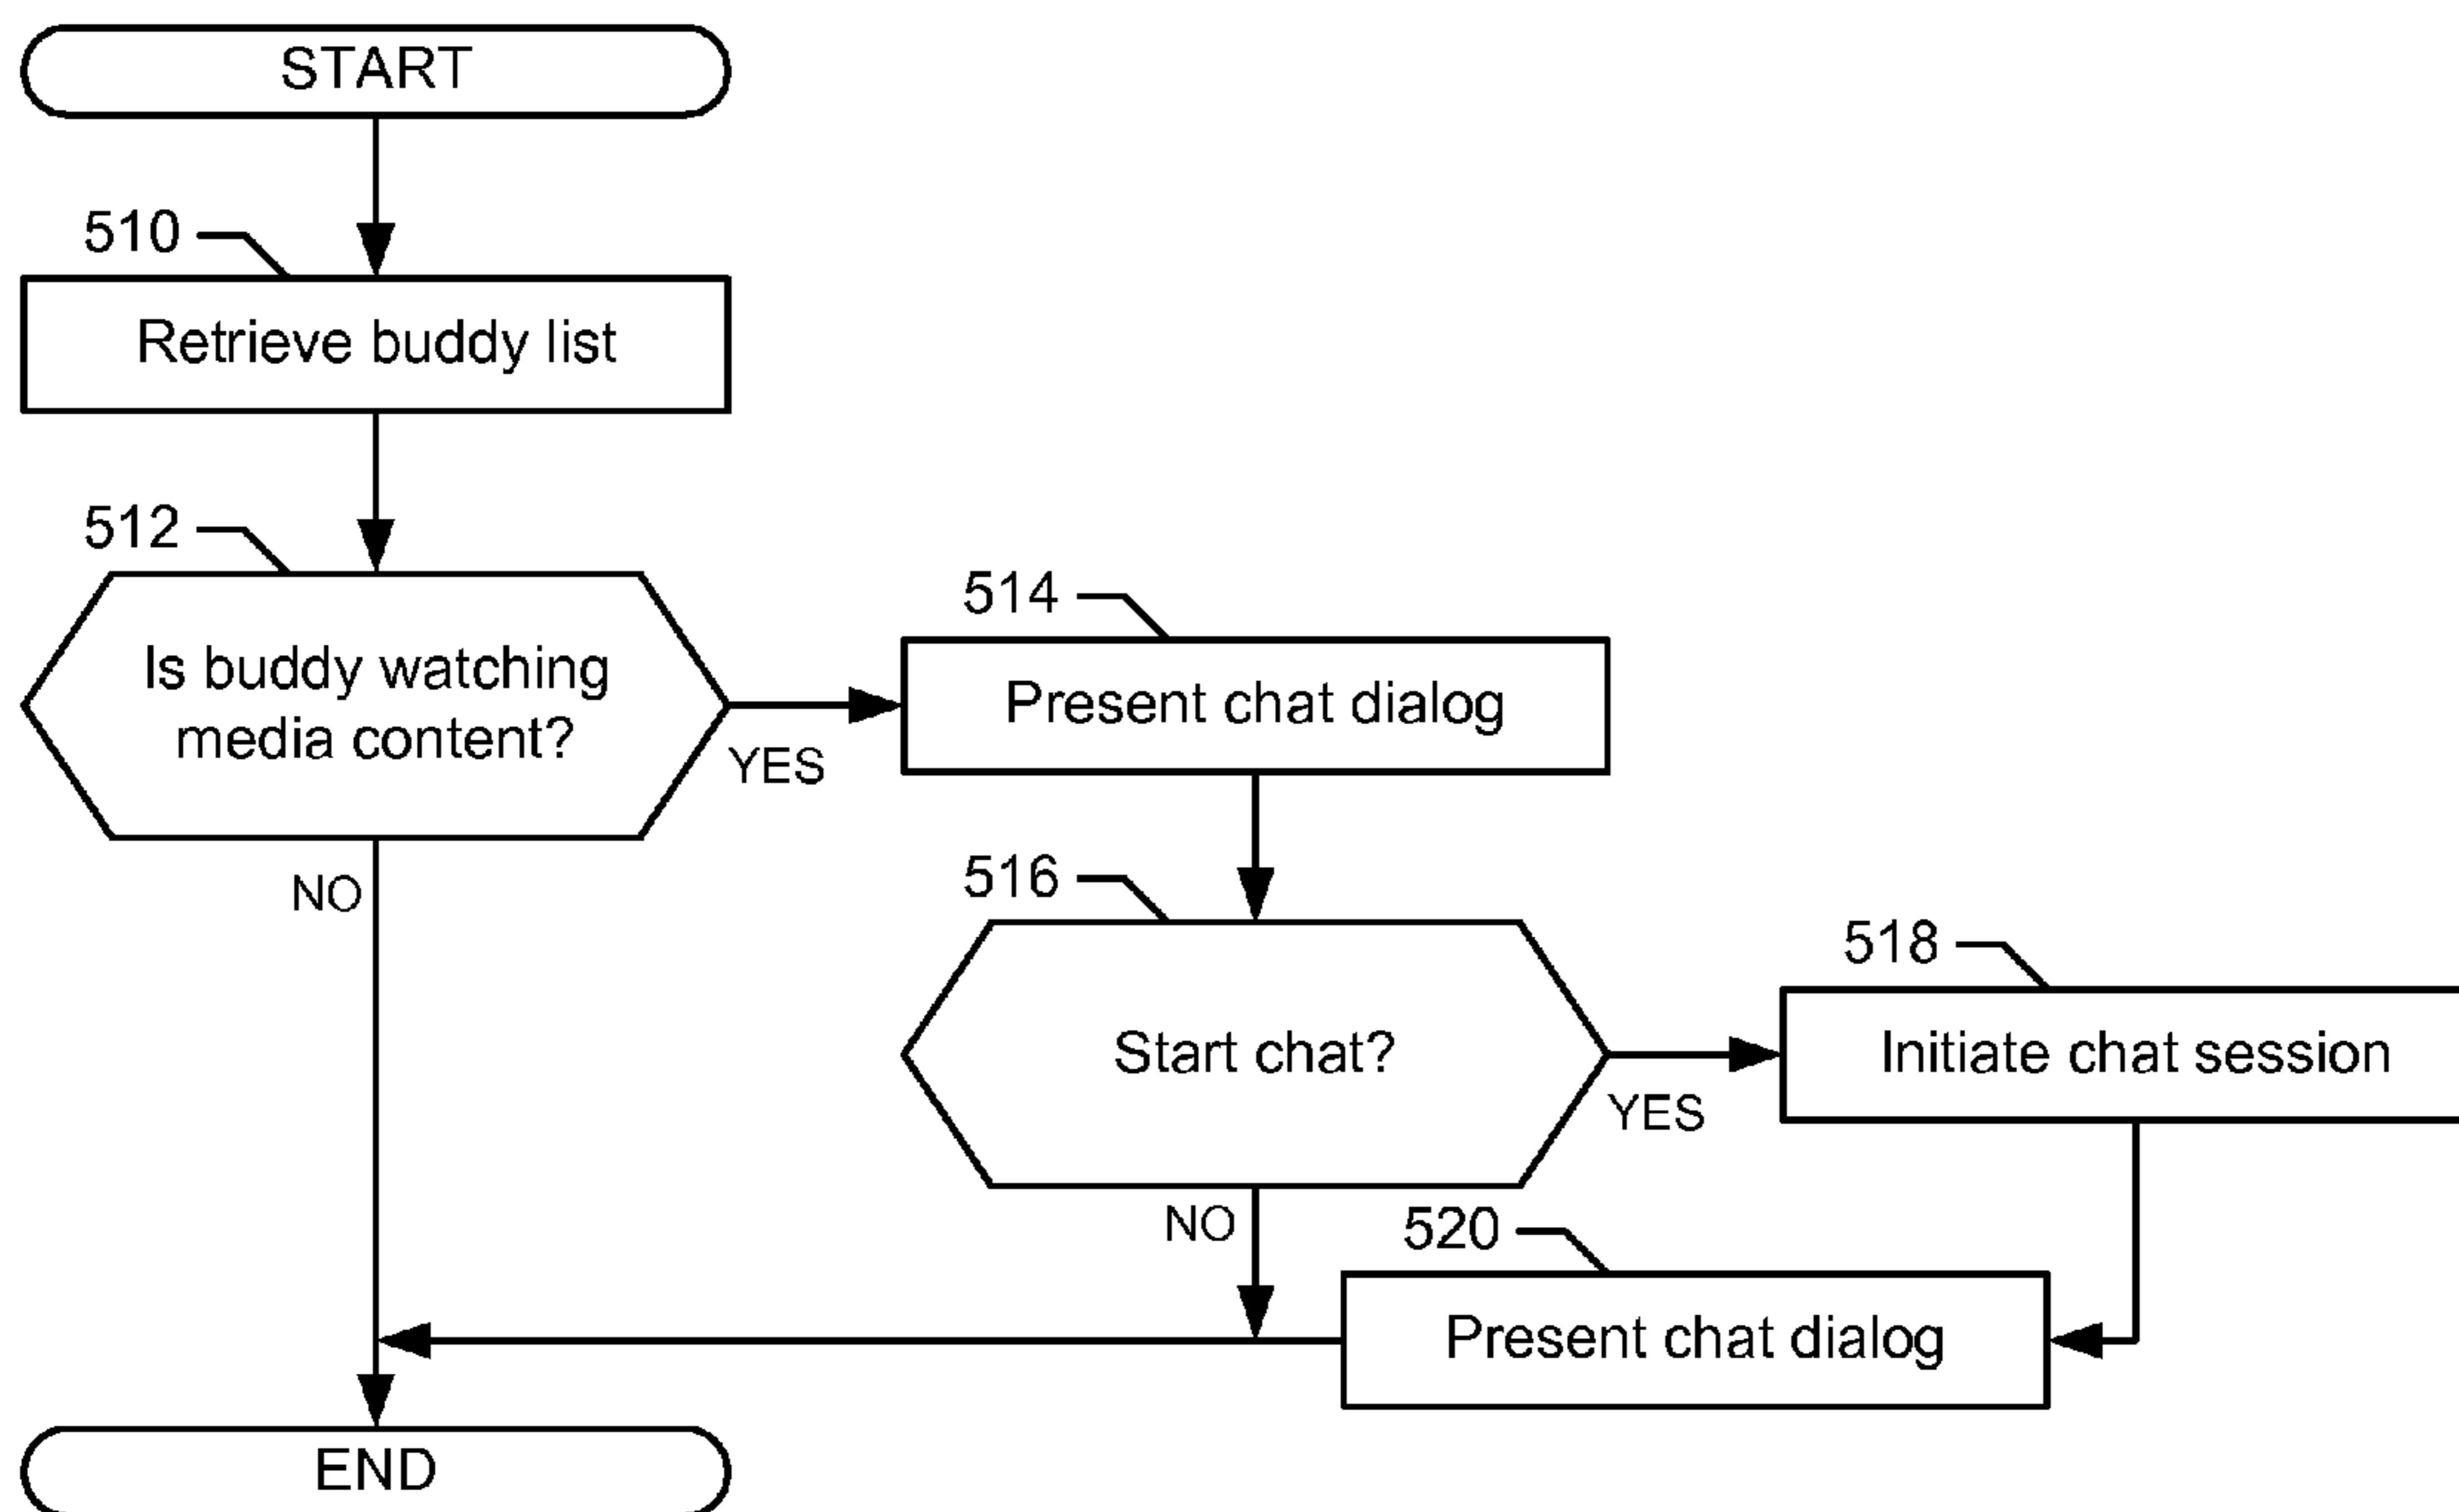 START
510
Retrieve buddy list
512
Is buddy watching
media content?
YES
NO
514
Present chat dialog
516
Start chat?
YES
NO
518
Initiate chat session
520
Present chat dialog
END